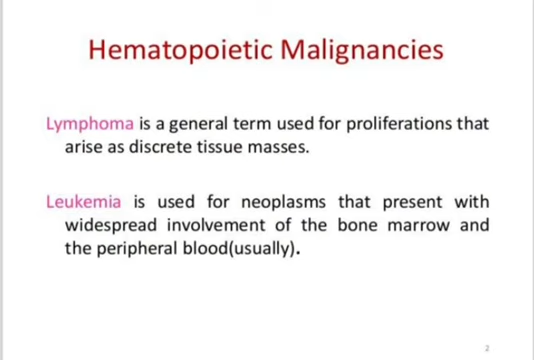 Hematopoietic Malignancies
Lymphoma is a general term used for proliferations that
arise as discrete tissue masses.
Leukemia is used for neoplasms that present with
widespread involvement of the bone marrow and
the peripheral blood(usually).
2